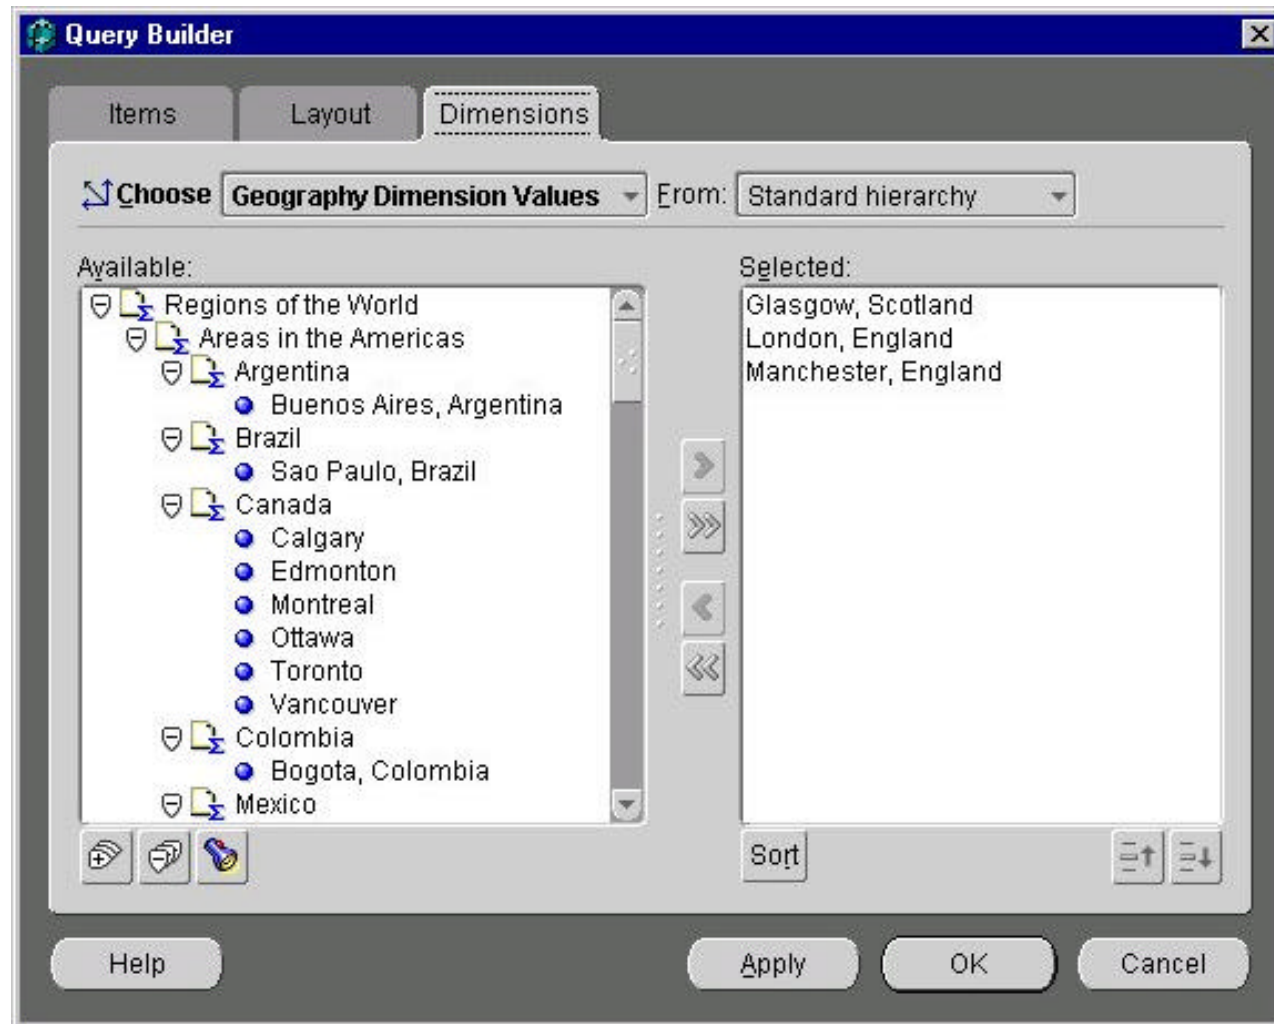 Query Builder
Items Layout Dimensions
Choose Geography Dimension Values From: Standard hierarchy
Available:
Regions of the World
Areas in the Americas
Argentina
Buenos Aires, Argentina
Brazil
Sao Paulo, Brazil
Canada
Calgary
Edmonton
Montreal
Ottawa
Toronto
Vancouver
Colombia
Bogota, Colombia
Mexico
Selected:
Glasgow, Scotland
London, England
Manchester, England
Sort
Help Apply OK Cancel